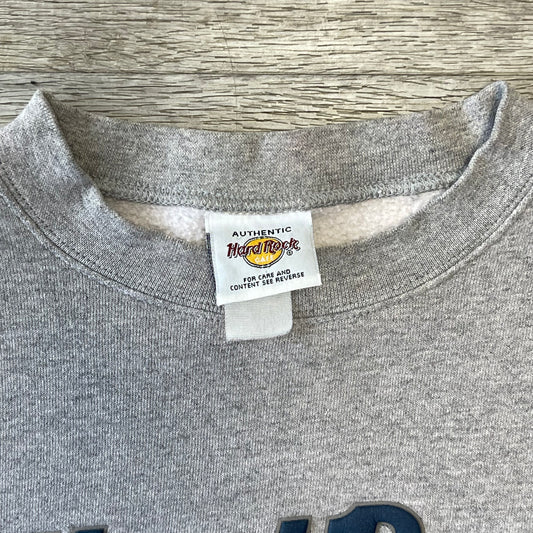 AUTHENTIC
Hard Rock
CAFE
®
FOR CARE AND
CONTENT SEE REVERSE